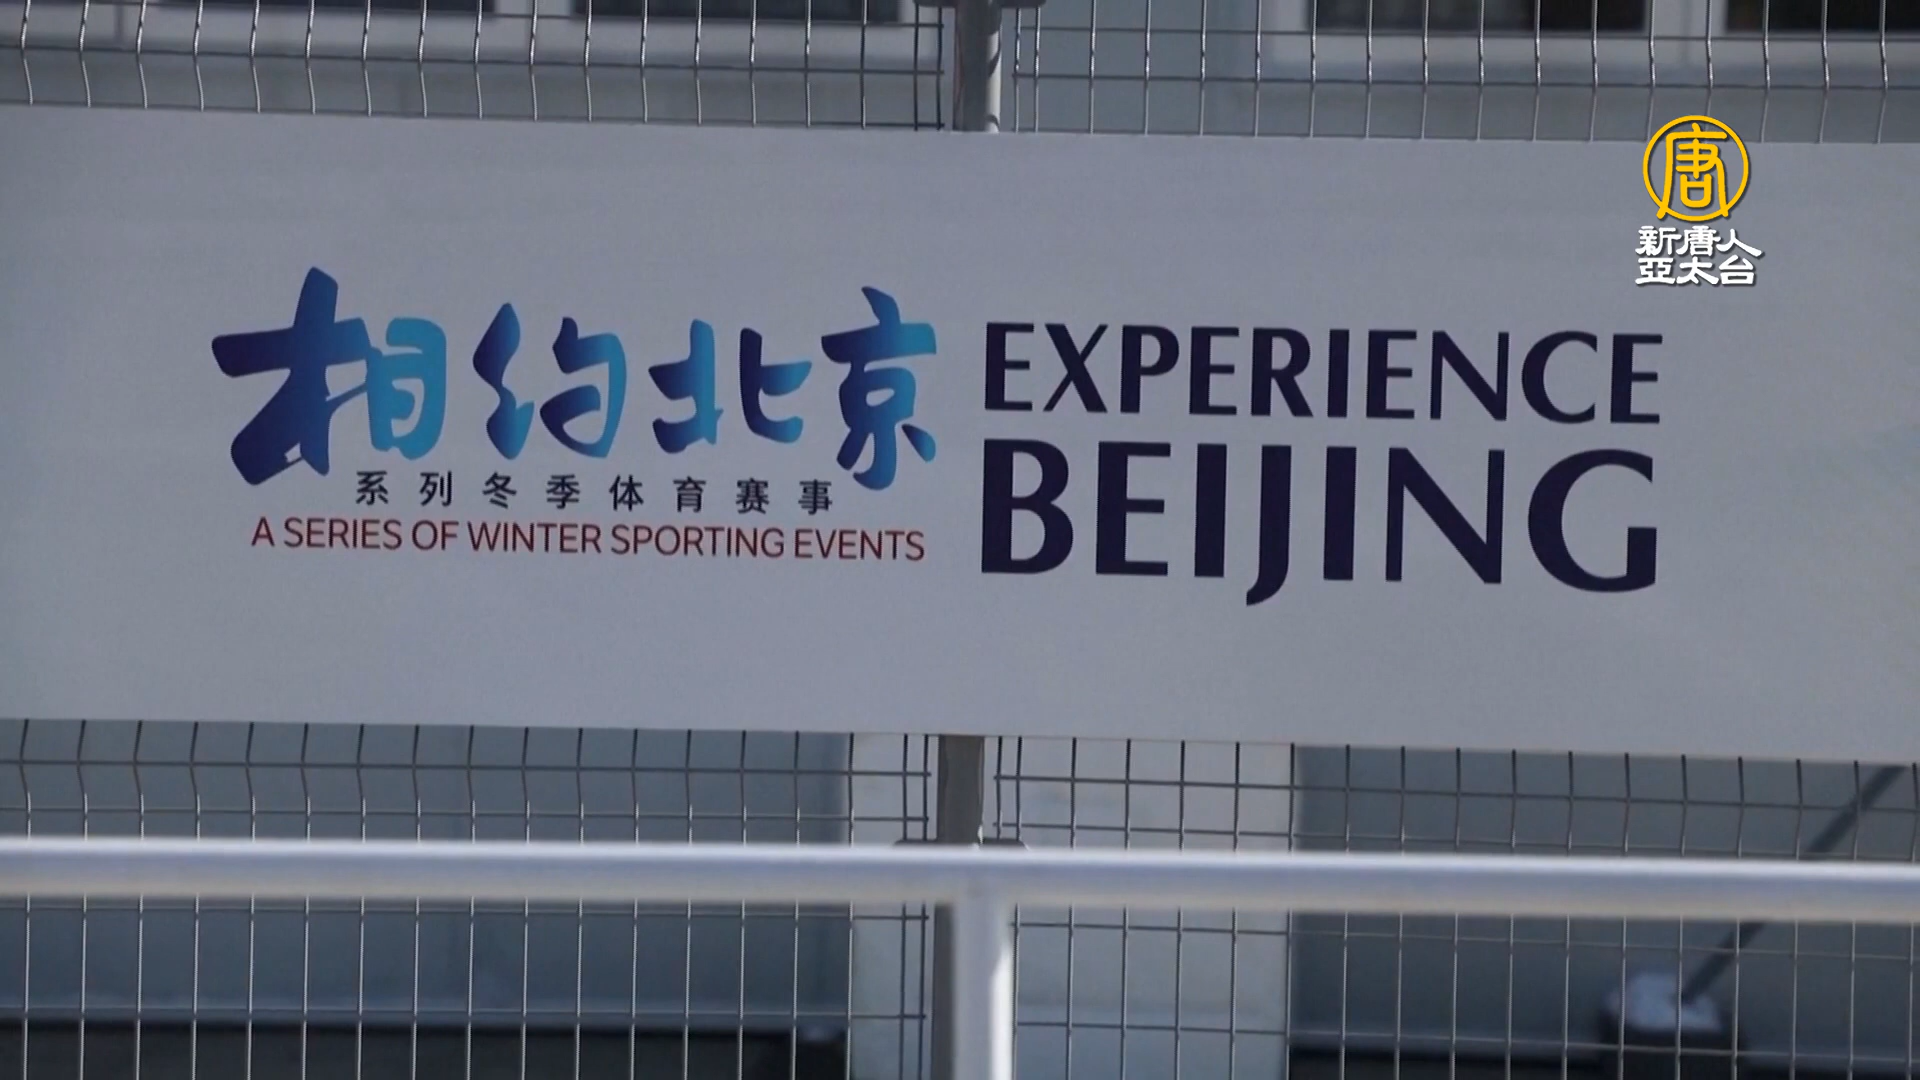 唐
新唐人
亞太台
相约北京
系列冬季体育赛事
A SERIES OF WINTER SPORTING EVENTS
EXPERIENCE
BEIJING